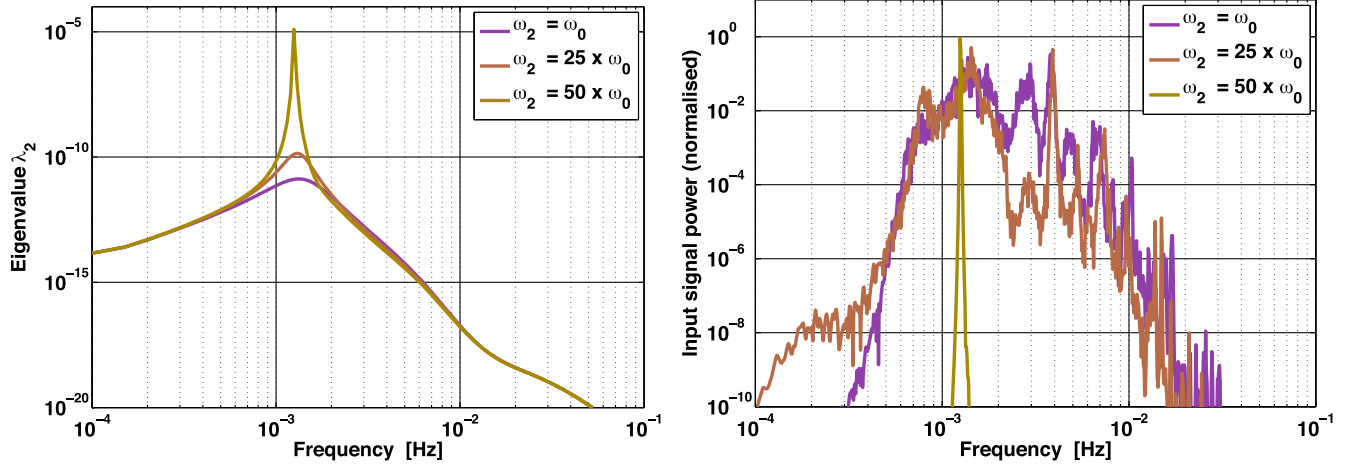 Eigenvalue λ₂
10⁻⁵
10⁻¹⁰
10⁻¹⁵
10⁻²⁰
10⁻⁴
10⁻³
10⁻²
10⁻¹
Frequency [Hz]
ω₂ = ω₀
ω₂ = 25 x ω₀
ω₂ = 50 x ω₀
Input signal power (normalised]
10⁰
10⁻²
10⁻⁴
10⁻⁶
10⁻⁸
10⁻¹⁰
10⁻⁴
10⁻³
10⁻²
10⁻¹
Frequency [Hz]
ω₂ = ω₀
ω₂ = 25 x ω₀
ω₂ = 50 x ω₀